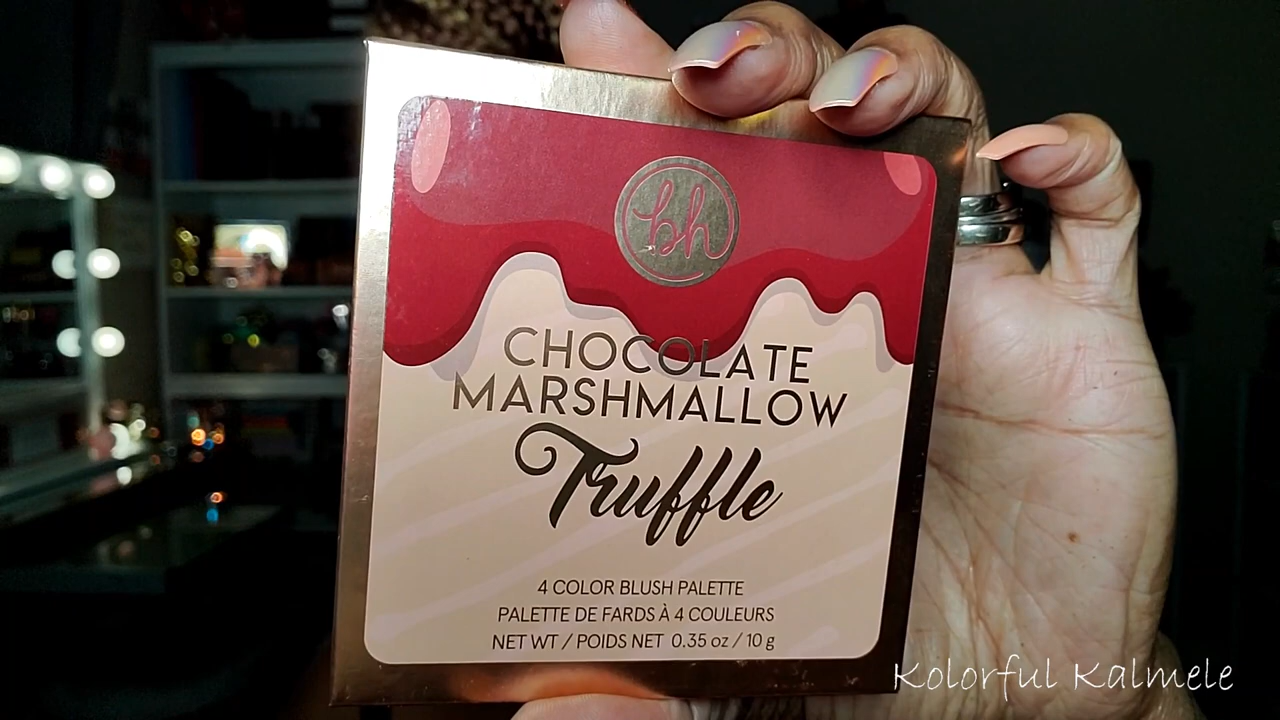 bh
CHOCOLATE
MARSHMALLOW
Truffle
4 COLOR BLUSH PALETTE
PALETTE DE FARDS À 4 COULEURS
NET WT / POIDS NET 0.35 oz / 10 g
Kolorful Kalmele